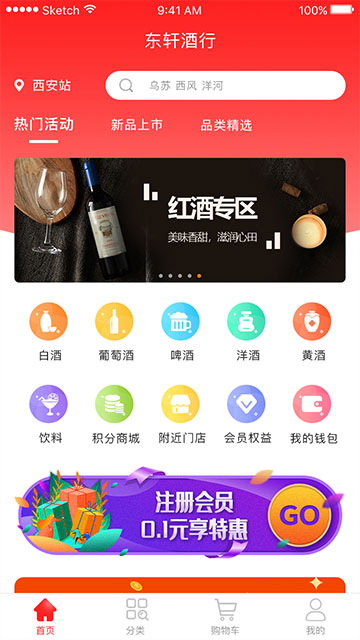 Sketch 9:41 AM 100%
东轩酒行
西安站 乌苏 西风 洋河
热门活动 新品上市 品类精选
红酒专区
美味香甜，滋润心田
白酒 葡萄酒 啤酒 洋酒 黄酒
饮料 积分商城 附近门店 会员权益 我的钱包
注册会员
0.1元享特惠
GO
首页 分类 购物车 我的